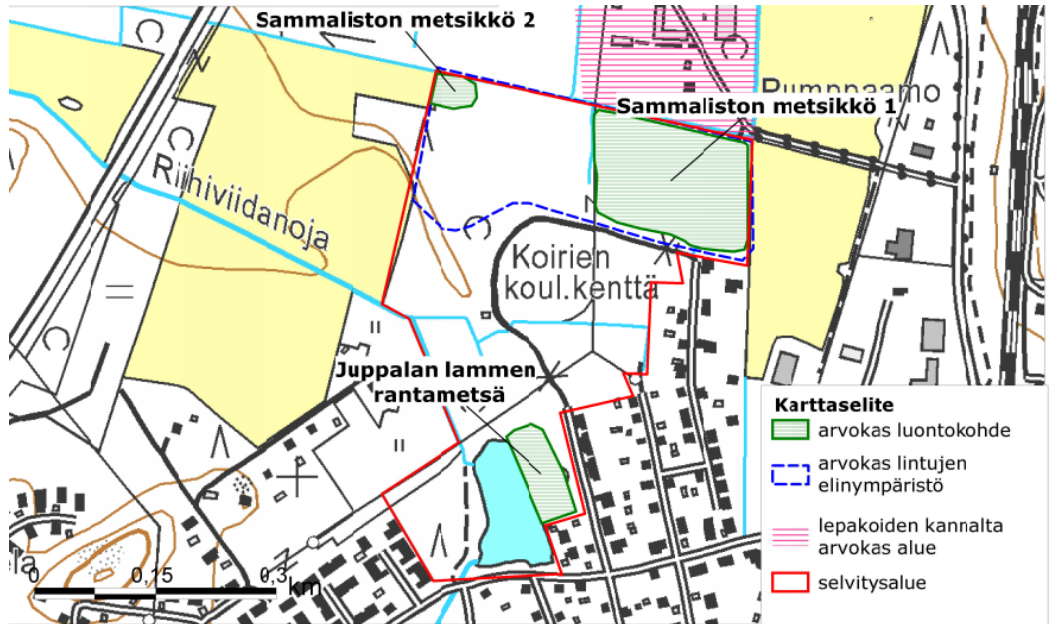 Sammaliston metsikkö 2
Pumppaamo
Sammaliston metsikkö 1
Riihiviidanoja
Koirien
koul.kenttä
Juppalan lammen
rantametsä
Karttaselite
arvokas luontokohde
arvokas lintujen
elinympäristö
lepakoiden kannalta
arvokas alue
selvitysalue
ela
0 0,15 0,3
km